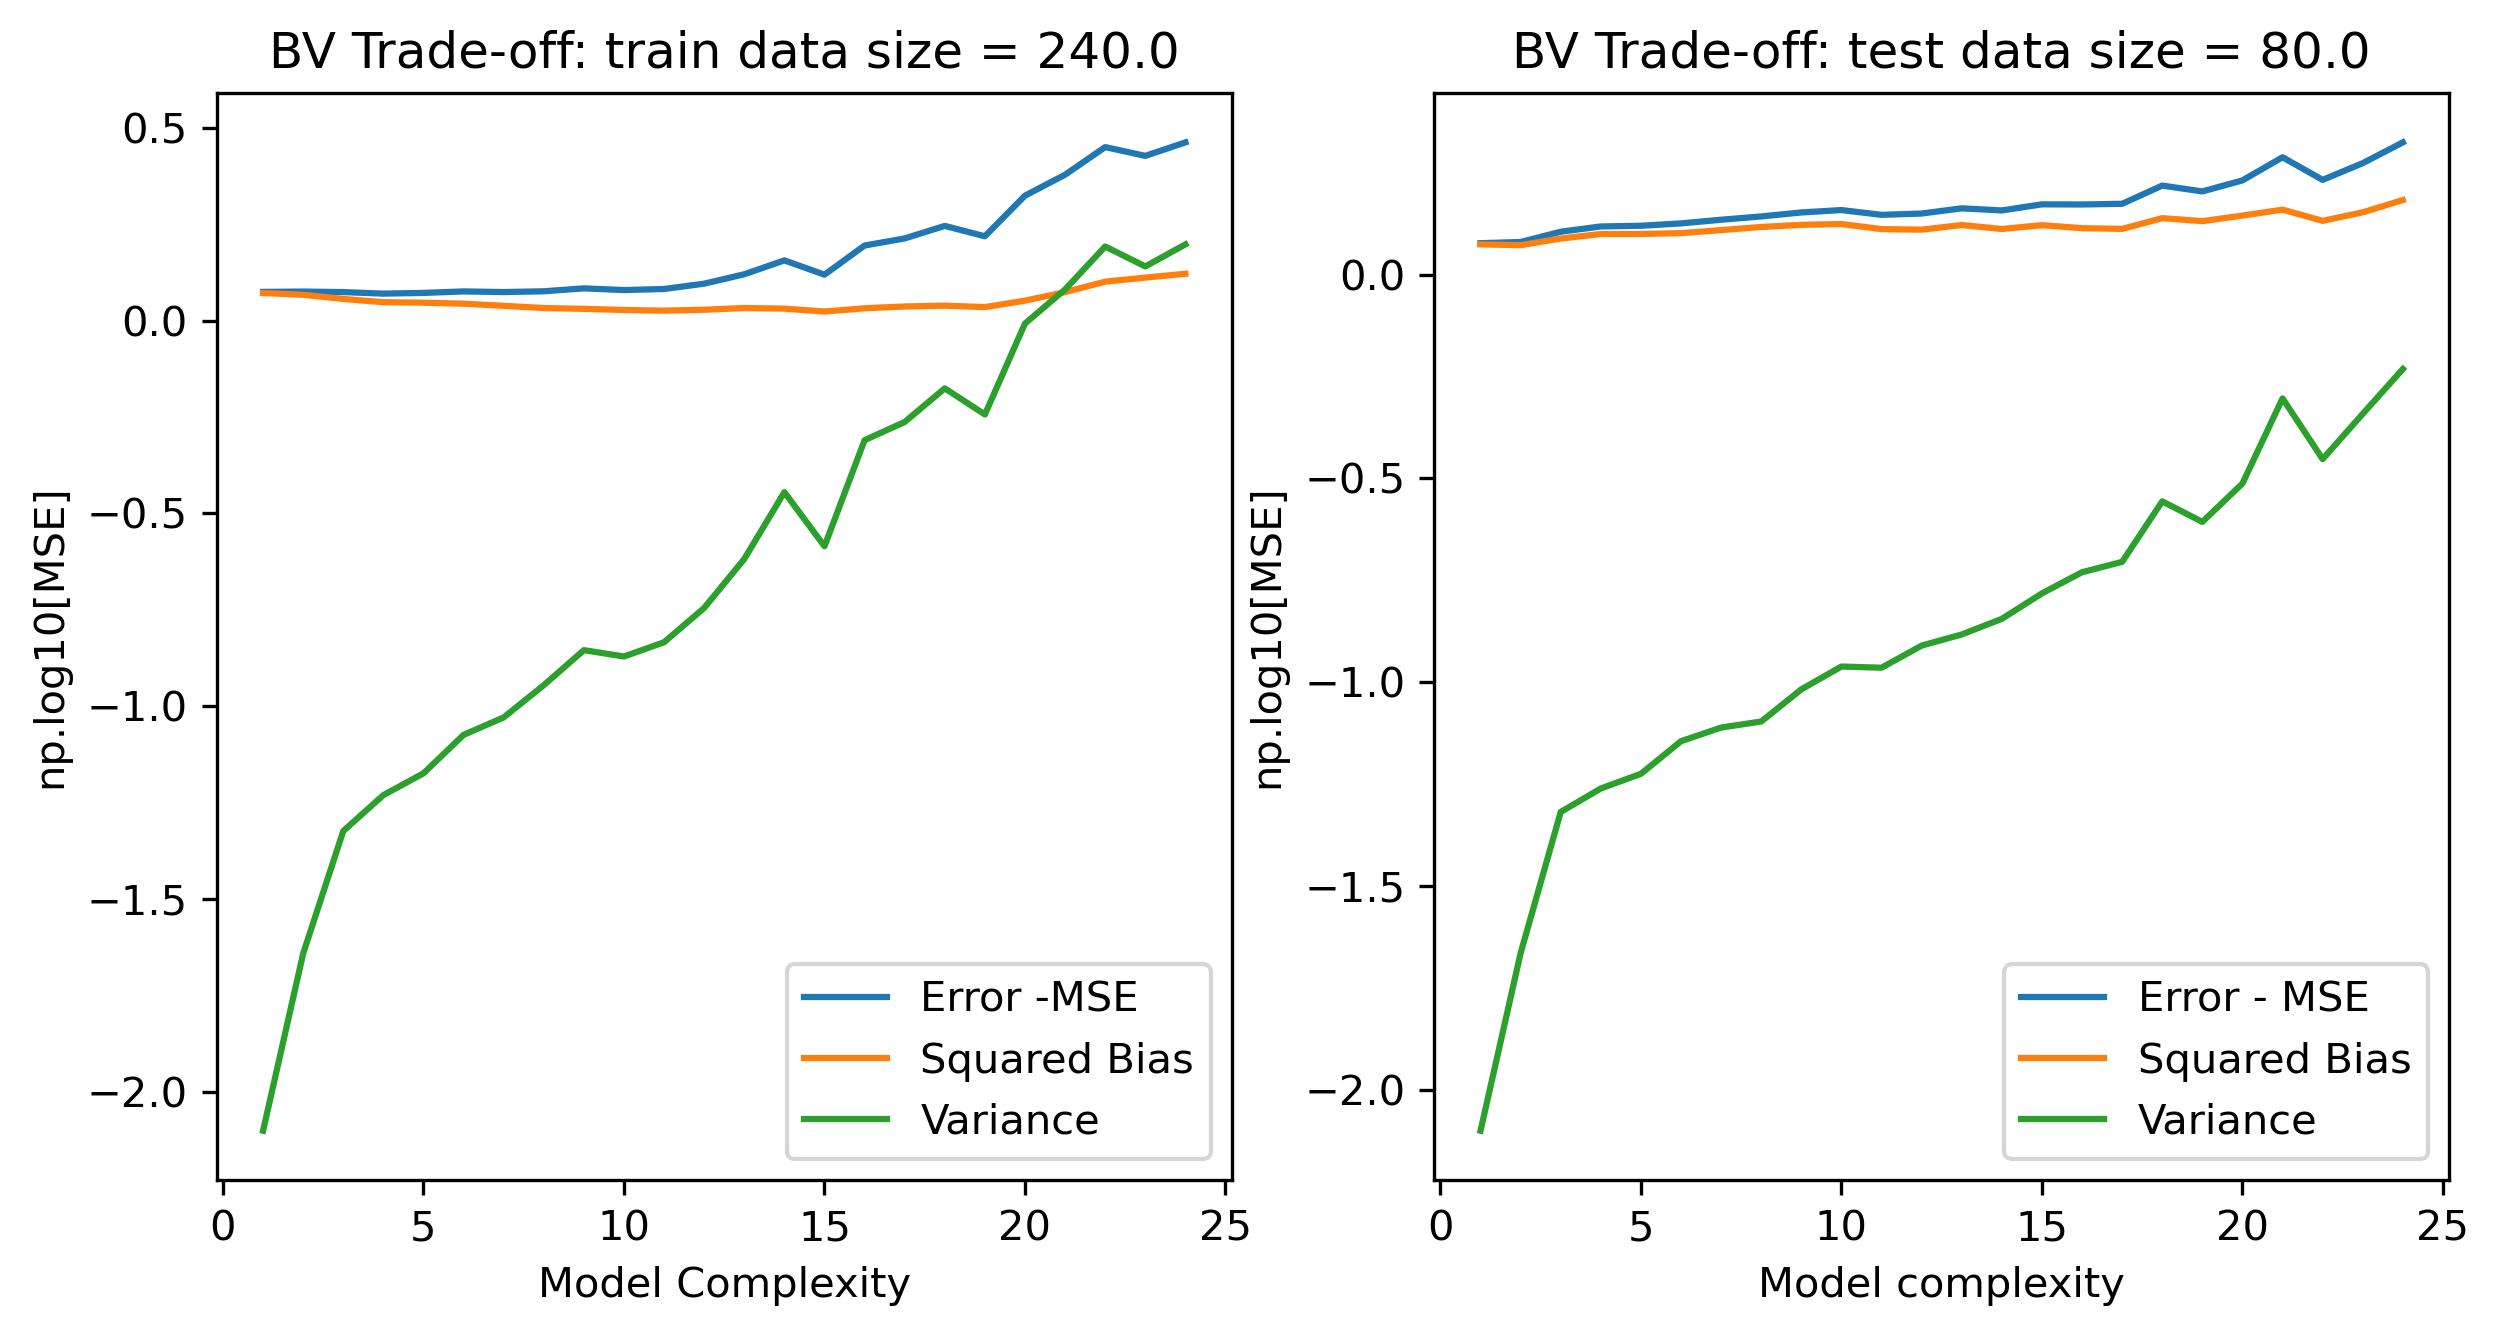 BV Trade-off: train data size = 240.0
0.5
0.0
−0.5
−1.0
−1.5
−2.0
np.log10[MSE]
Error -MSE
Squared Bias
Variance
0 5 10 15 20 25
Model Complexity
BV Trade-off: test data size = 80.0
0.0
−0.5
−1.0
−1.5
−2.0
np.log10[MSE]
Error - MSE
Squared Bias
Variance
0 5 10 15 20 25
Model complexity